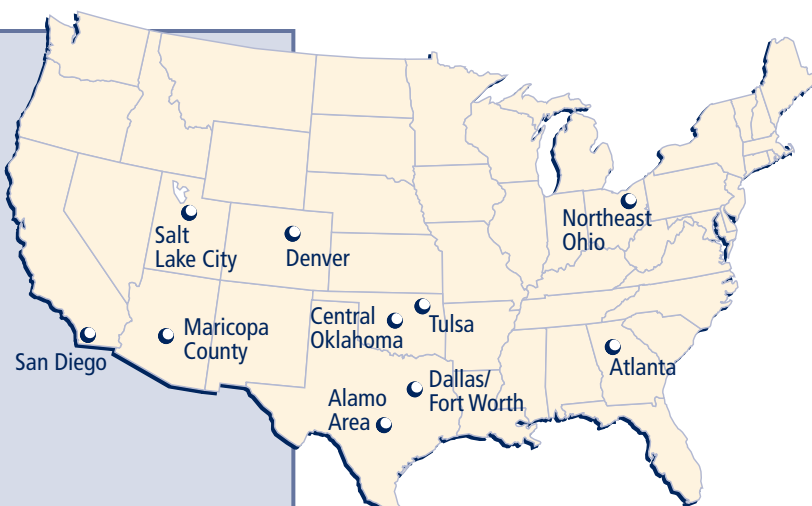 Northeast
Ohio
Salt
Lake City
Denver
Central
Oklahoma
Tulsa
Maricopa
County
San Diego
Atlanta
Dallas/
Fort Worth
Alamo
Area